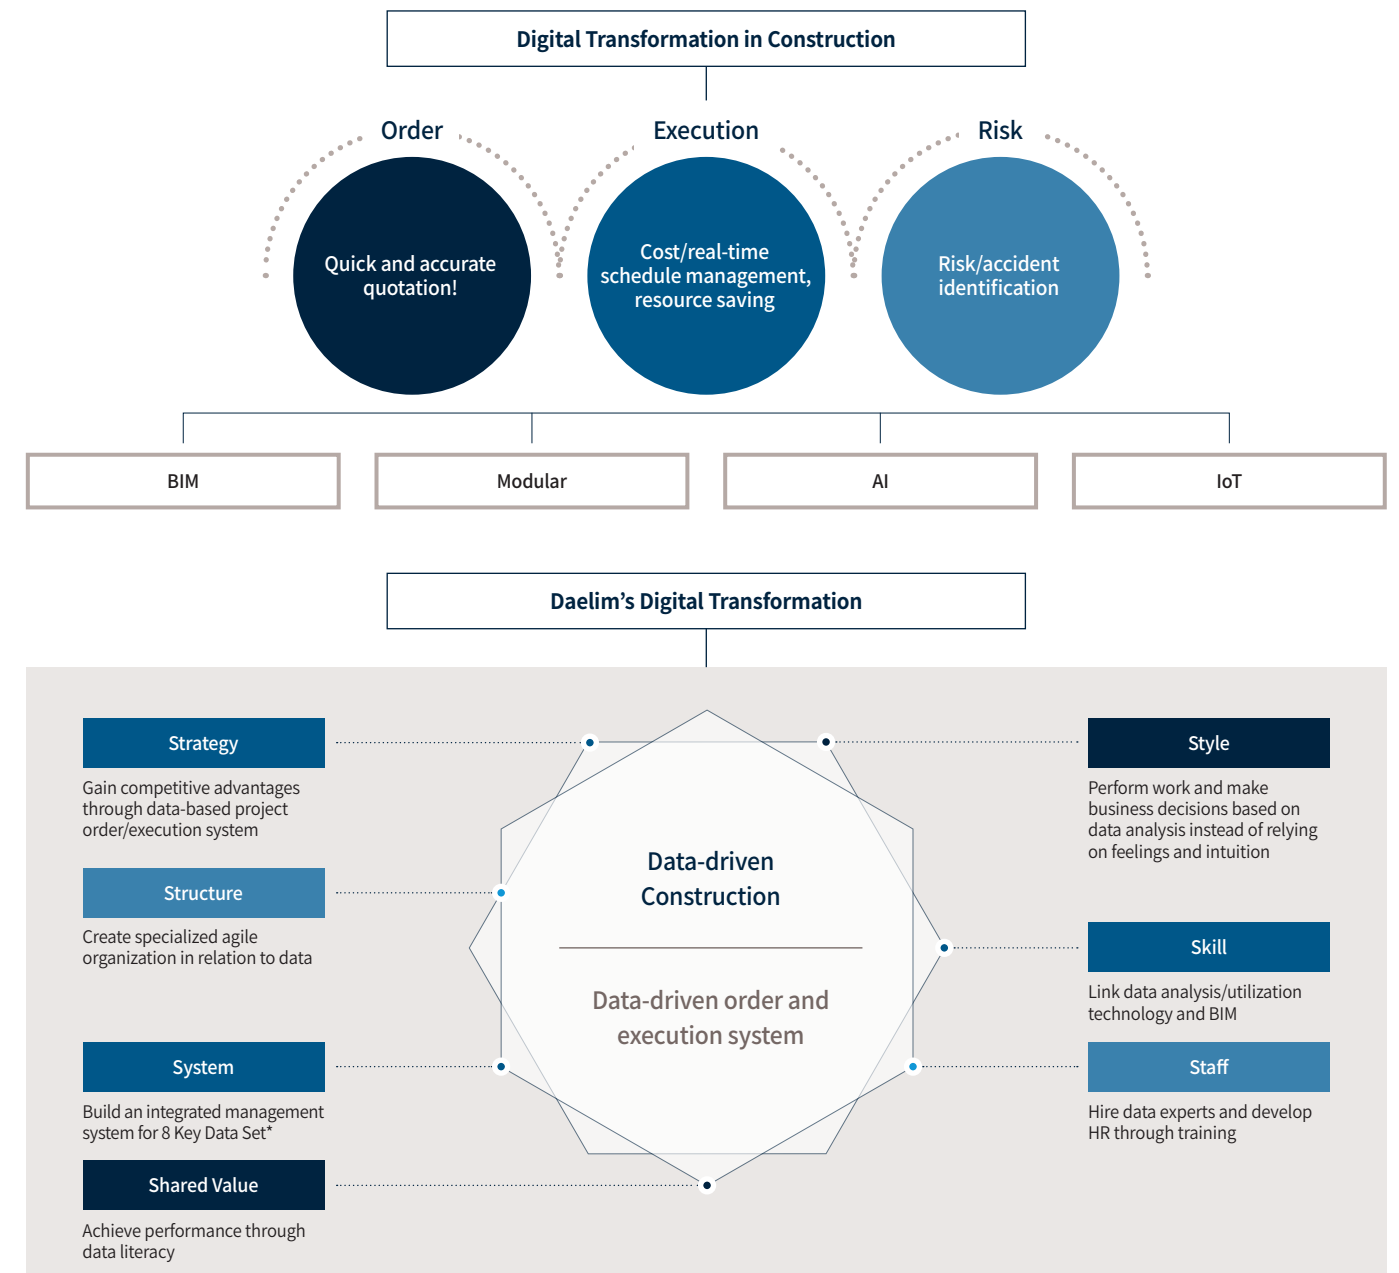 Digital Transformation in Construction
Order
Execution
Risk
Quick and accurate
quotation!
Cost/real-time
schedule management,
resource saving
Risk/accident
identification
BIM
Modular
AI
IoT
Daelim’s Digital Transformation
Strategy
Gain competitive advantages
through data-based project
order/execution system
Structure
Create specialized agile
organization in relation to data
System
Build an integrated management
system for 8 Key Data Set*
Shared Value
Achieve performance through
data literacy
Data-driven
Construction
Data-driven order and
execution system
Style
Perform work and make
business decisions based on
data analysis instead of relying
on feelings and intuition
Skill
Link data analysis/utilization
technology and BIM
Staff
Hire data experts and develop
HR through training